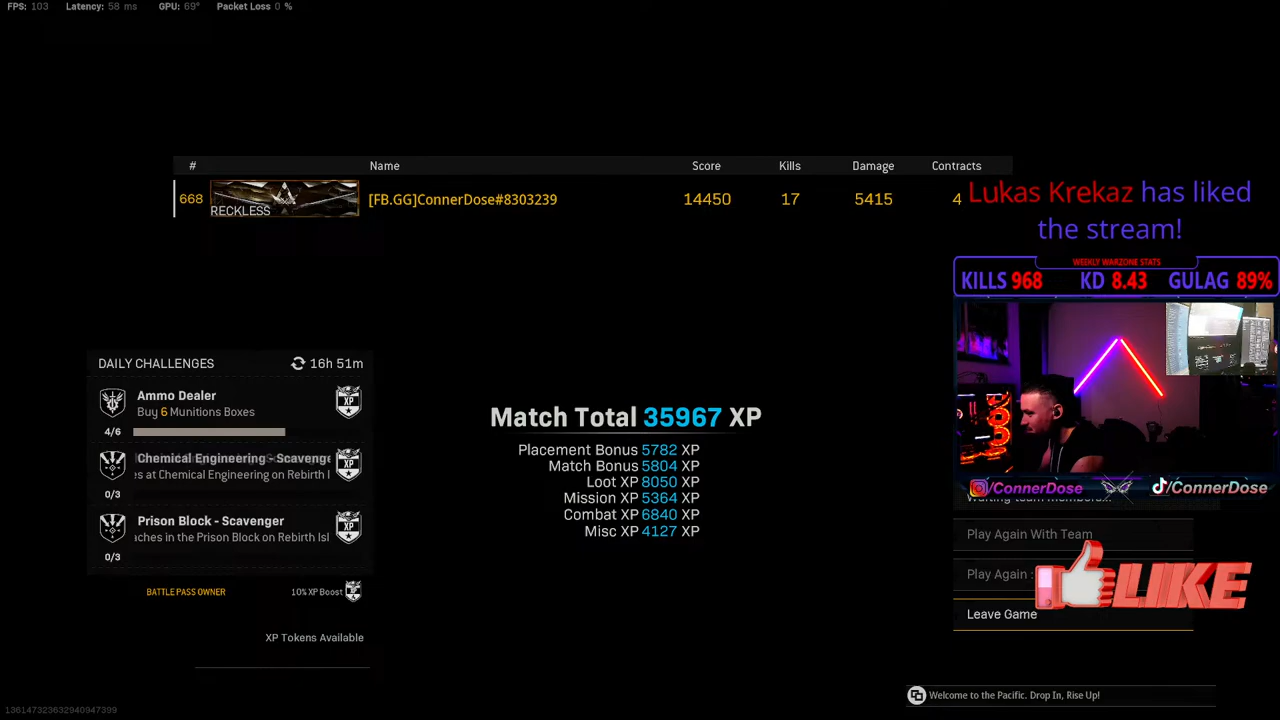 FPS: 103 Latency: 58 ms GPU: 69° Packet Loss 0 %
# Name Score Kills Damage Contracts
668 RECKLESS [FB.GG]ConnerDose#8303239 14450 17 5415 4
Lukas Krekaz has liked
the stream!
WEEKLY WARZONE STATS
KILLS 968 KD 8.43 GULAG 89%
DAILY CHALLENGES 16h 51m
Ammo Dealer
Buy 6 Munitions Boxes
XP
4/6
Chemical Engineering - Scavenge
es at Chemical Engineering on Rebirth I
XP
0/3
Prison Block - Scavenger
aches in the Prison Block on Rebirth Isl
XP
0/3
BATTLE PASS OWNER 10% XP Boost
XP Tokens Available
Match Total 35967 XP
Placement Bonus 5782 XP
Match Bonus 5804 XP
Loot XP 8050 XP
Mission XP 5364 XP
Combat XP 6840 XP
Misc XP 4127 XP
/ConnerDose /ConnerDose
Waiting team members...
Play Again With Team
Play Again :
LIKE
Leave Game
Welcome to the Pacific. Drop In, Rise Up!
136147323632940947399